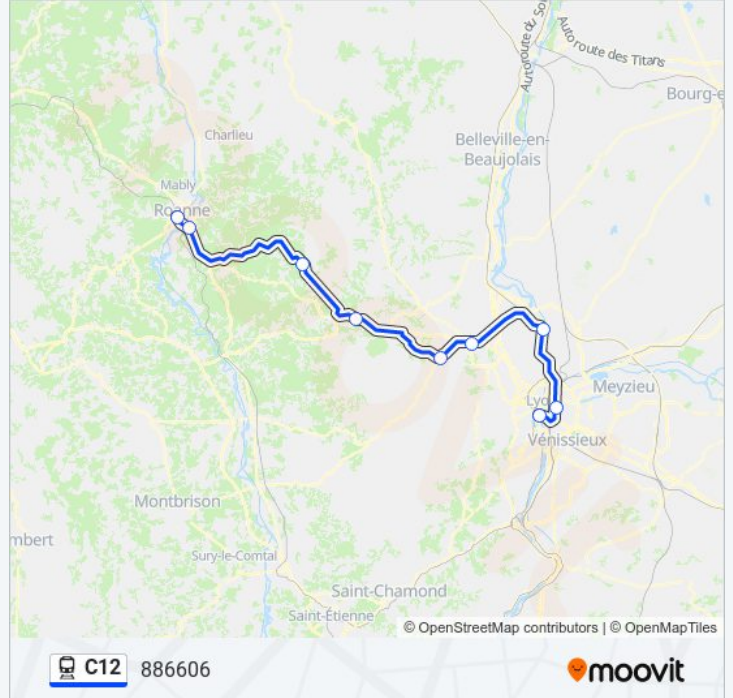 Autoroute du So
Autoroute des Titans
Bourg-e
Charlieu
Belleville-en-
Beaujolais
Mably
Roanne
Meyzieu
Lyo
Vénissieux
Montbrison
mbert
Sury-le-Comtal
Saint-Chamond
Saint-Étienne
© OpenStreetMap contributors | © OpenMapTiles
C12 886606 moovit